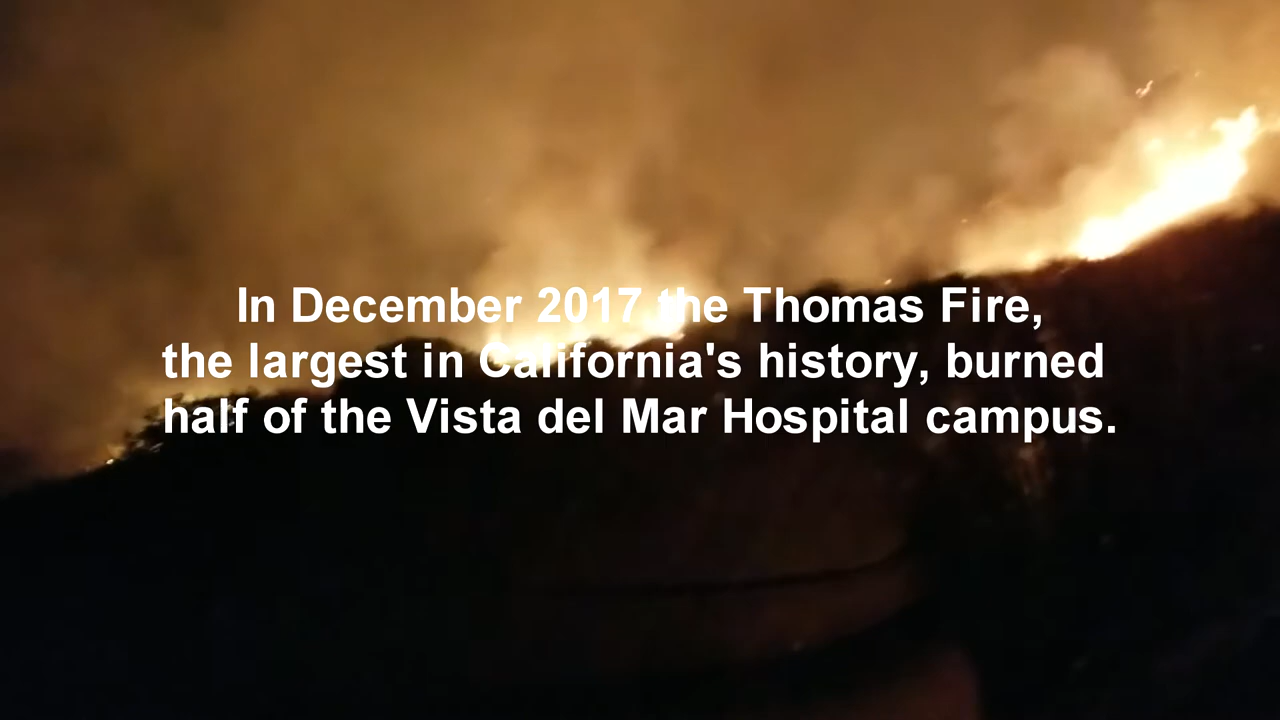 In December 2017 the Thomas Fire,
the largest in California's history, burned
half of the Vista del Mar Hospital campus.